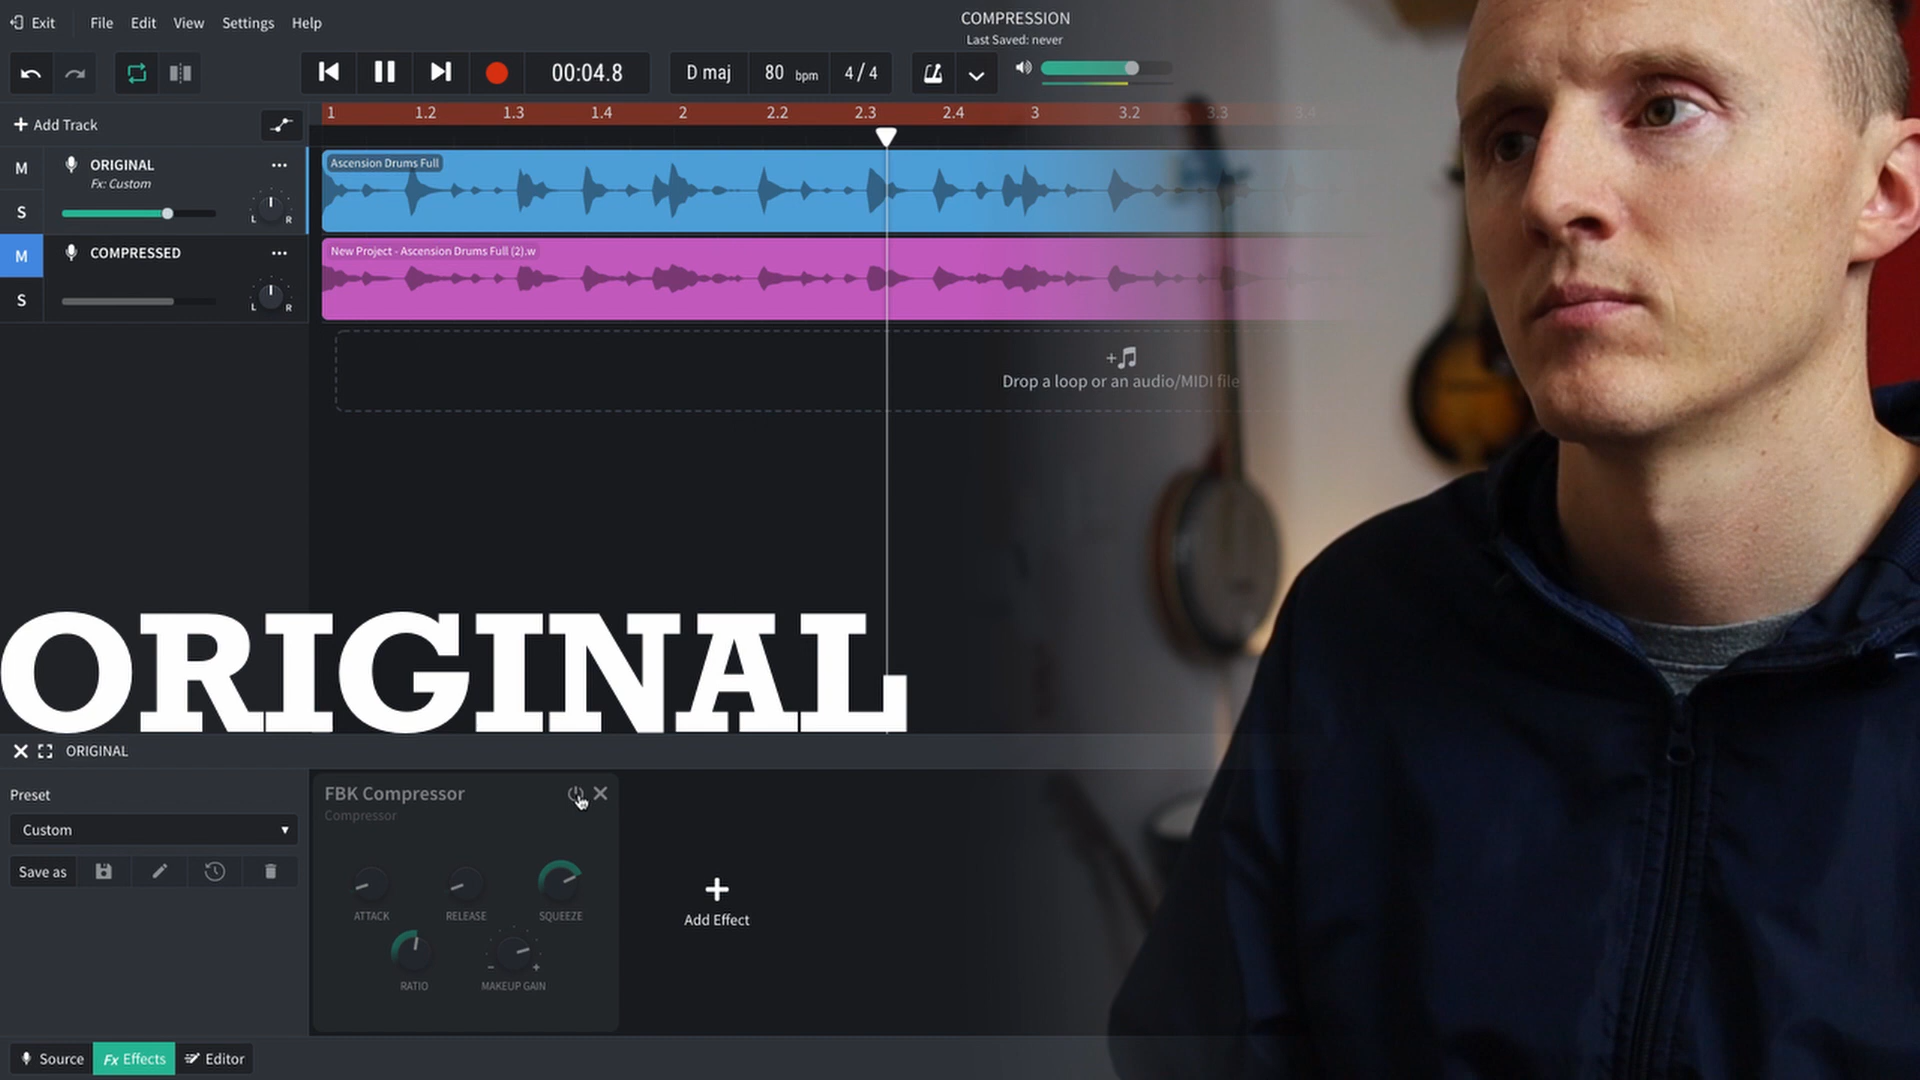 Exit File Edit View Settings Help
COMPRESSION
Last Saved: never
00:04.8 D maj 80 bpm 4/4
Add Track
1 1.2 1.3 1.4 2 2.2 2.3 2.4 3 3.2 3.3 3.4
M ORIGINAL
Fx: Custom
S L R
Ascension Drums Full
M COMPRESSED
S L R
New Project - Ascension Drums Full (2).w
Drop a loop or an audio/MIDI file
ORIGINAL
ORIGINAL
Preset
Custom
Save as
FBK Compressor
Compressor
ATTACK RELEASE SQUEEZE
RATIO MAKEUP GAIN
Add Effect
Source Fx Effects Editor